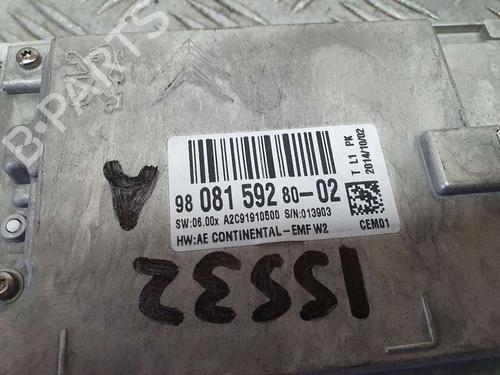 B-PARTS
98 081 592 80-02
SW:06.00x A2C91910500 S/N:013903
HW:AE CONTINENTAL-EMF W2
T L1 PK
2014/10/02
CEM01
A
15532